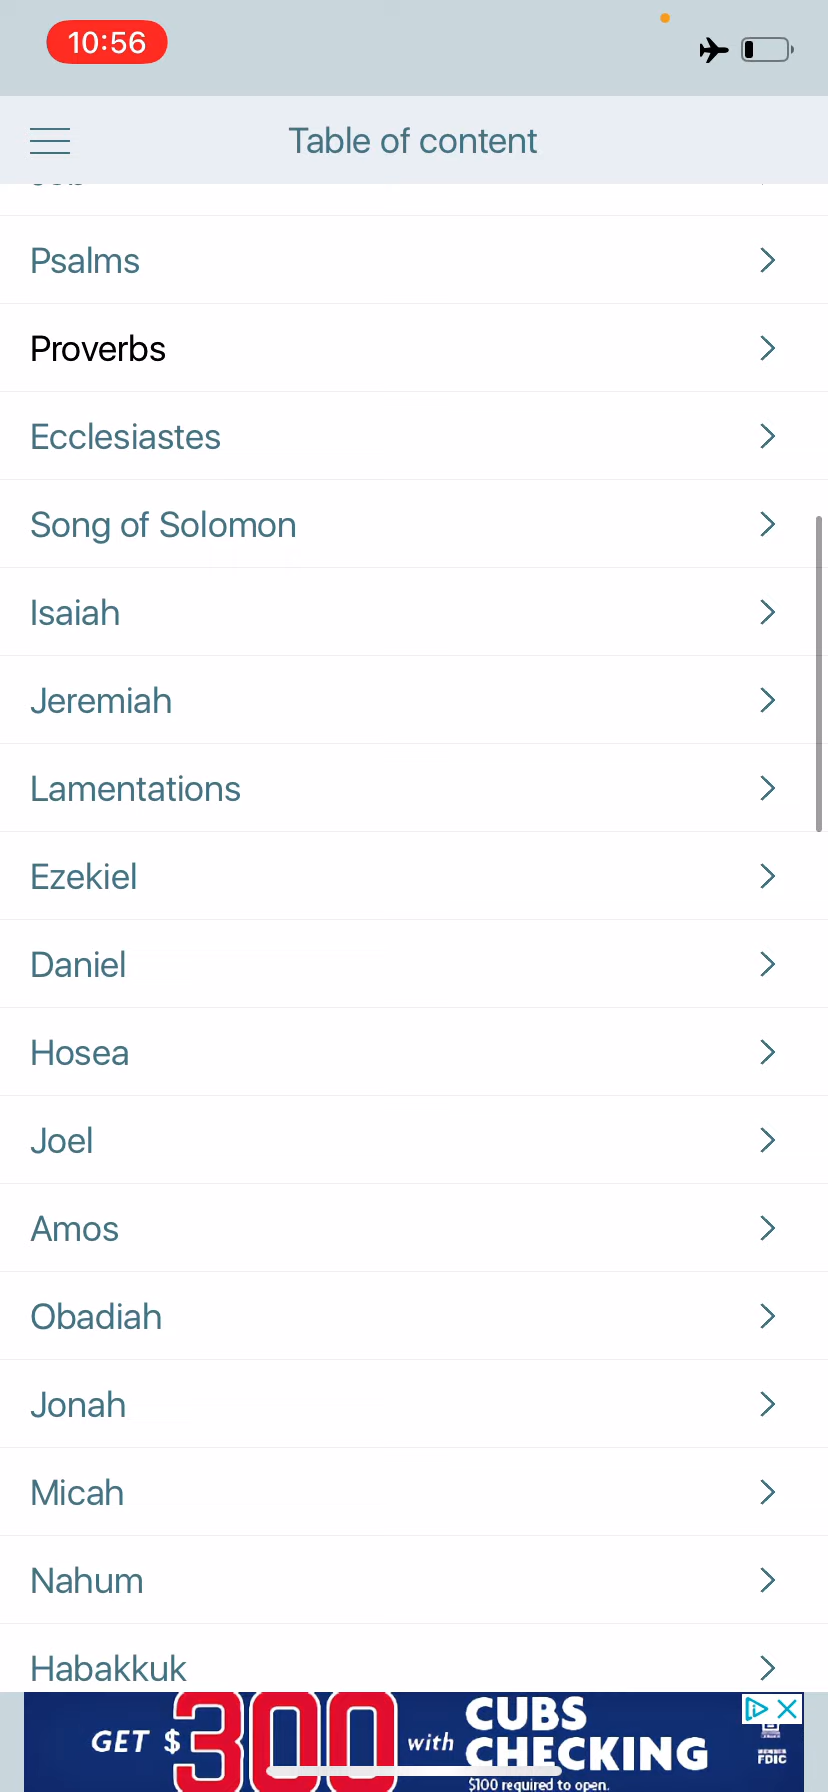 10:56
Table of content
Psalms
Proverbs
Ecclesiastes
Song of Solomon
Isaiah
Jeremiah
Lamentations
Ezekiel
Daniel
Hosea
Joel
Amos
Obadiah
Jonah
Micah
Nahum
Habakkuk
GET $300 with CUBS CHECKING
$100 required to open.
FDIC